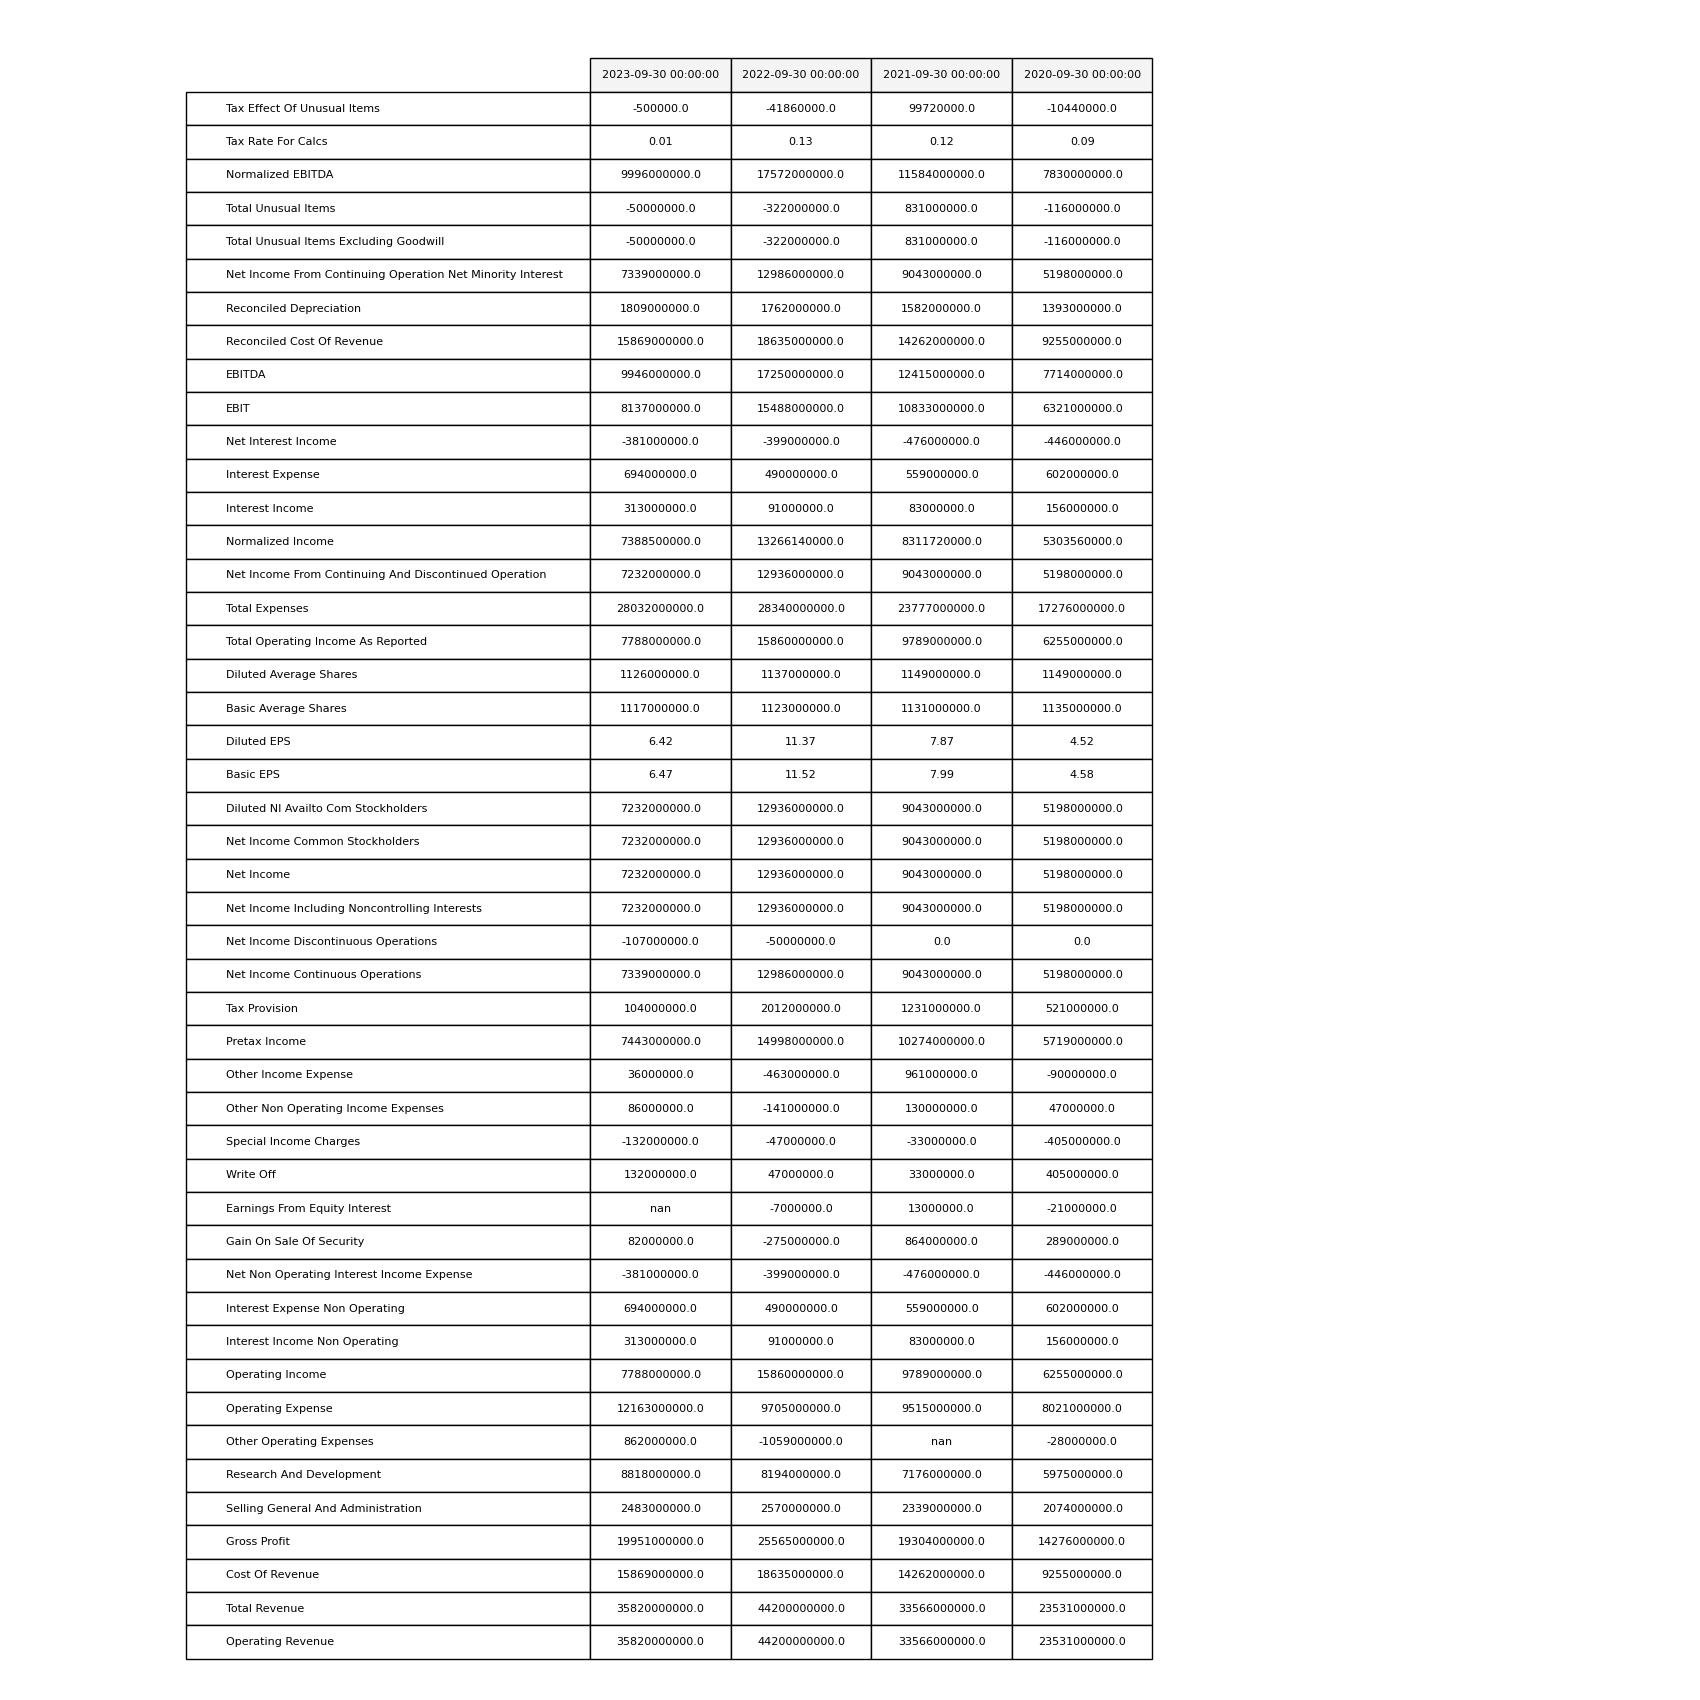 2023-09-30 00:00:00 2022-09-30 00:00:00 2021-09-30 00:00:00 2020-09-30 00:00:00
Tax Effect Of Unusual Items -500000.0 -41860000.0 99720000.0 -10440000.0
Tax Rate For Calcs 0.01 0.13 0.12 0.09
Normalized EBITDA 9996000000.0 17572000000.0 11584000000.0 7830000000.0
Total Unusual Items -50000000.0 -322000000.0 831000000.0 -116000000.0
Total Unusual Items Excluding Goodwill -50000000.0 -322000000.0 831000000.0 -116000000.0
Net Income From Continuing Operation Net Minority Interest 7339000000.0 12986000000.0 9043000000.0 5198000000.0
Reconciled Depreciation 1809000000.0 1762000000.0 1582000000.0 1393000000.0
Reconciled Cost Of Revenue 15869000000.0 18635000000.0 14262000000.0 9255000000.0
EBITDA 9946000000.0 17250000000.0 12415000000.0 7714000000.0
EBIT 8137000000.0 15488000000.0 10833000000.0 6321000000.0
Net Interest Income -381000000.0 -399000000.0 -476000000.0 -446000000.0
Interest Expense 694000000.0 490000000.0 559000000.0 602000000.0
Interest Income 313000000.0 91000000.0 83000000.0 156000000.0
Normalized Income 7388500000.0 13266140000.0 8311720000.0 5303560000.0
Net Income From Continuing And Discontinued Operation 7232000000.0 12936000000.0 9043000000.0 5198000000.0
Total Expenses 28032000000.0 28340000000.0 23777000000.0 17276000000.0
Total Operating Income As Reported 7788000000.0 15860000000.0 9789000000.0 6255000000.0
Diluted Average Shares 1126000000.0 1137000000.0 1149000000.0 1149000000.0
Basic Average Shares 1117000000.0 1123000000.0 1131000000.0 1135000000.0
Diluted EPS 6.42 11.37 7.87 4.52
Basic EPS 6.47 11.52 7.99 4.58
Diluted NI Availto Com Stockholders 7232000000.0 12936000000.0 9043000000.0 5198000000.0
Net Income Common Stockholders 7232000000.0 12936000000.0 9043000000.0 5198000000.0
Net Income 7232000000.0 12936000000.0 9043000000.0 5198000000.0
Net Income Including Noncontrolling Interests 7232000000.0 12936000000.0 9043000000.0 5198000000.0
Net Income Discontinuous Operations -107000000.0 -50000000.0 0.0 0.0
Net Income Continuous Operations 7339000000.0 12986000000.0 9043000000.0 5198000000.0
Tax Provision 104000000.0 2012000000.0 1231000000.0 521000000.0
Pretax Income 7443000000.0 14998000000.0 10274000000.0 5719000000.0
Other Income Expense 36000000.0 -463000000.0 961000000.0 -90000000.0
Other Non Operating Income Expenses 86000000.0 -141000000.0 130000000.0 47000000.0
Special Income Charges -132000000.0 -47000000.0 -33000000.0 -405000000.0
Write Off 132000000.0 47000000.0 33000000.0 405000000.0
Earnings From Equity Interest nan -7000000.0 13000000.0 -21000000.0
Gain On Sale Of Security 82000000.0 -275000000.0 864000000.0 289000000.0
Net Non Operating Interest Income Expense -381000000.0 -399000000.0 -476000000.0 -446000000.0
Interest Expense Non Operating 694000000.0 490000000.0 559000000.0 602000000.0
Interest Income Non Operating 313000000.0 91000000.0 83000000.0 156000000.0
Operating Income 7788000000.0 15860000000.0 9789000000.0 6255000000.0
Operating Expense 12163000000.0 9705000000.0 9515000000.0 8021000000.0
Other Operating Expenses 862000000.0 -1059000000.0 nan -28000000.0
Research And Development 8818000000.0 8194000000.0 7176000000.0 5975000000.0
Selling General And Administration 2483000000.0 2570000000.0 2339000000.0 2074000000.0
Gross Profit 19951000000.0 25565000000.0 19304000000.0 14276000000.0
Cost Of Revenue 15869000000.0 18635000000.0 14262000000.0 9255000000.0
Total Revenue 35820000000.0 44200000000.0 33566000000.0 23531000000.0
Operating Revenue 35820000000.0 44200000000.0 33566000000.0 23531000000.0